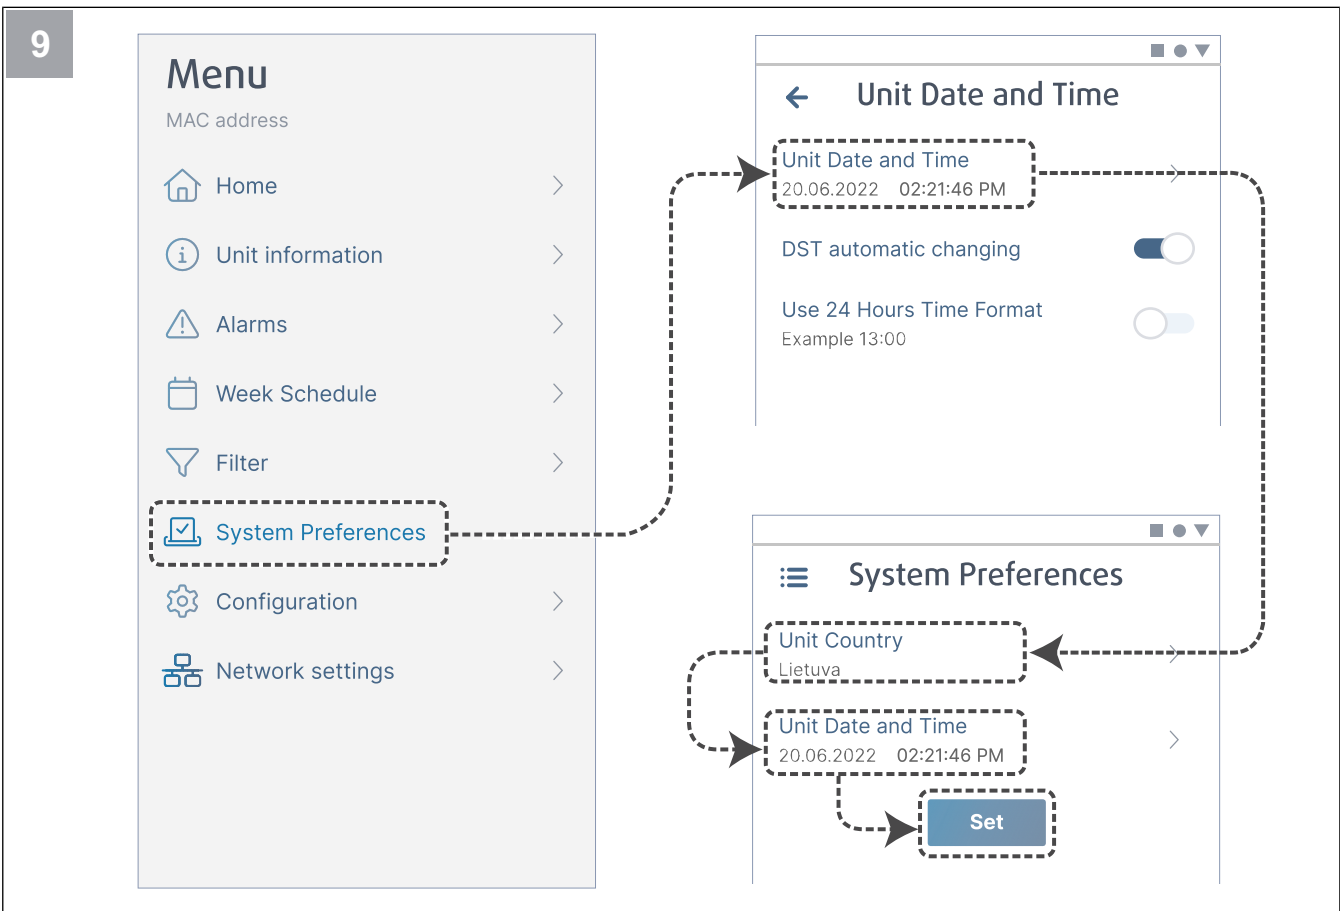 9
Menu
MAC address
Home
Unit information
Alarms
Week Schedule
Filter
System Preferences
Configuration
Network settings
Unit Date and Time
Unit Date and Time
20.06.2022 02:21:46 PM
DST automatic changing
Use 24 Hours Time Format
Example 13:00
System Preferences
Unit Country
Lietuva
Unit Date and Time
20.06.2022 02:21:46 PM
Set